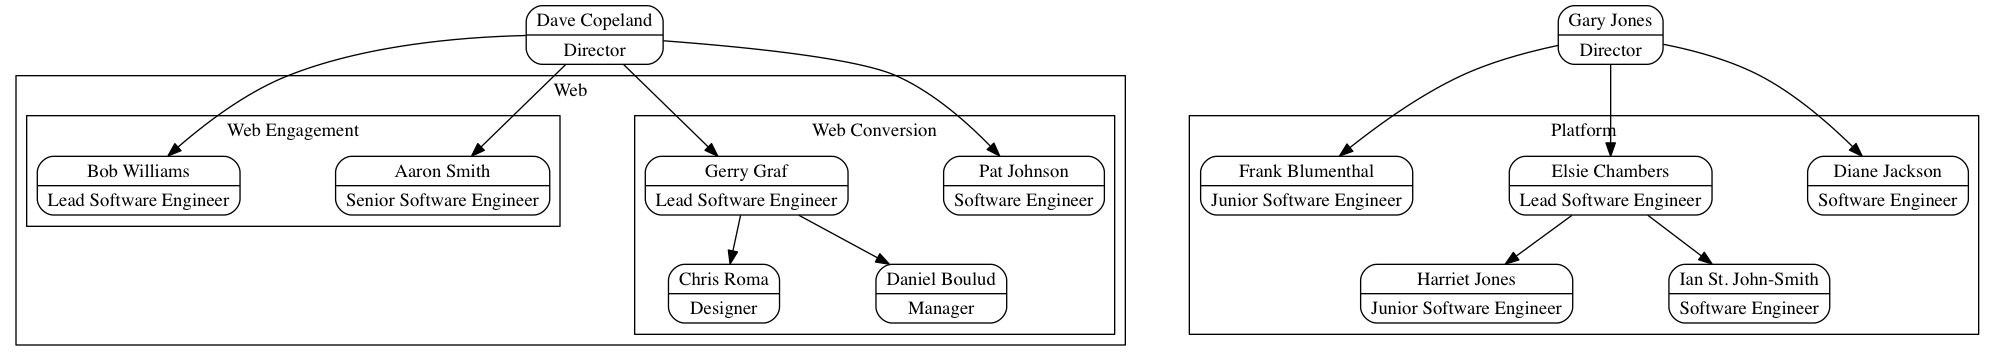 Dave Copeland
Director
Gary Jones
Director
Web
Web Engagement
Web Conversion
Platform
Bob Williams
Lead Software Engineer
Aaron Smith
Senior Software Engineer
Gerry Graf
Lead Software Engineer
Pat Johnson
Software Engineer
Frank Blumenthal
Junior Software Engineer
Elsie Chambers
Lead Software Engineer
Diane Jackson
Software Engineer
Chris Roma
Designer
Daniel Boulud
Manager
Harriet Jones
Junior Software Engineer
Ian St. John-Smith
Software Engineer